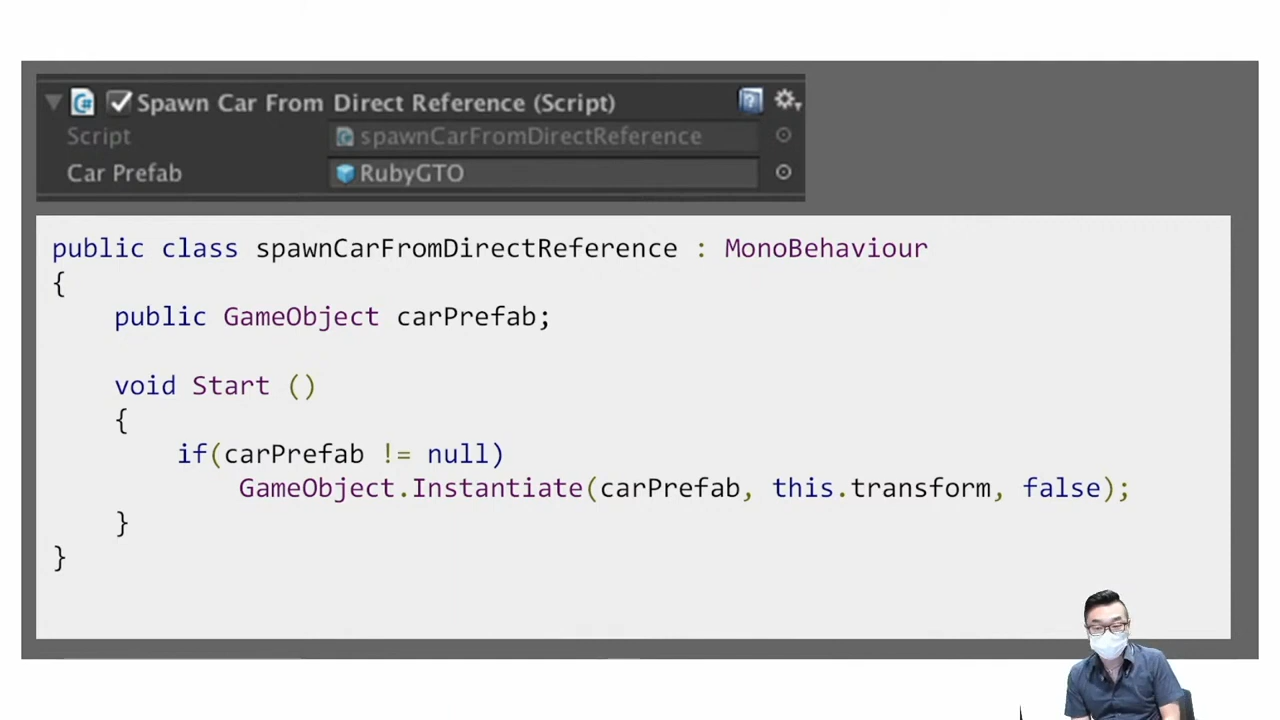 Spawn Car From Direct Reference (Script)
Script spawnCarFromDirectReference
Car Prefab RubyGTO
public class spawnCarFromDirectReference : MonoBehaviour
{
public GameObject carPrefab;
void Start ()
{
if(carPrefab != null)
GameObject.Instantiate(carPrefab, this.transform, false);
}
}